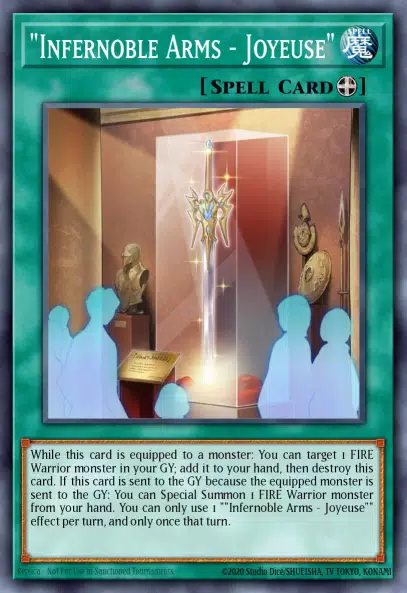 "Infernoble Arms - Joyeuse"
SPELL
魔
[Spell Card]
While this card is equipped to a monster: You can target 1 FIRE
Warrior monster in your GY; add it to your hand, then destroy this
card. If this card is sent to the GY because the equipped monster is
sent to the GY: You can Special Summon 1 FIRE Warrior monster
from your hand. You can only use 1 ""Infernoble Arms - Joyeuse""
effect per turn, and only once that turn.
Replica - Not For Use in Sanctioned Tournaments
©2020 Studio Dice/SHUEISHA, TV TOKYO, KONAMI